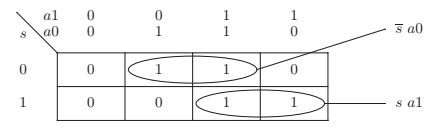 a1 0 0 1 1
s a0 0 1 1 0
s̅ a0
0 0 1 1 0
1 0 0 1 1
s a1